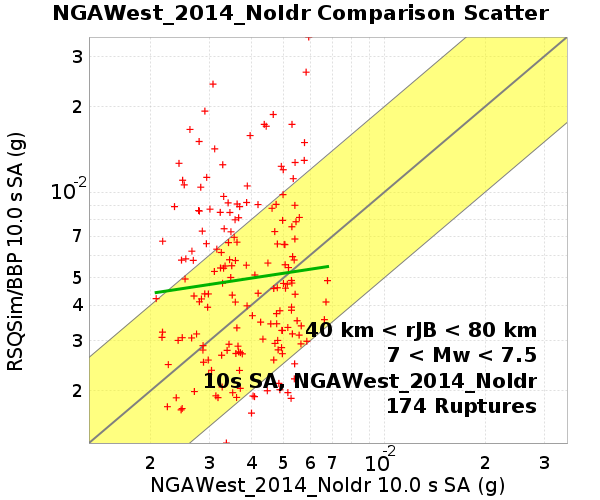 NGAWest_2014_NoIdr Comparison Scatter
RSQSim/BBP 10.0 s SA (g)
3
2
10-2
7
5
4
3
2
40 km < rJB < 80 km
7 < Mw < 7.5
10s SA, NGAWest_2014_NoIdr
174 Ruptures
2 3 4 5 6 7 10-2 2 3
NGAWest_2014_NoIdr 10.0 s SA (g)